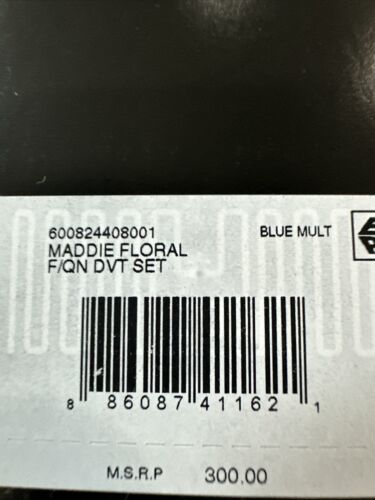 600824408001 BLUE MULT
MADDIE FLORAL
F/QN DVT SET
8 86087 41162 1
M.S.R.P 300.00